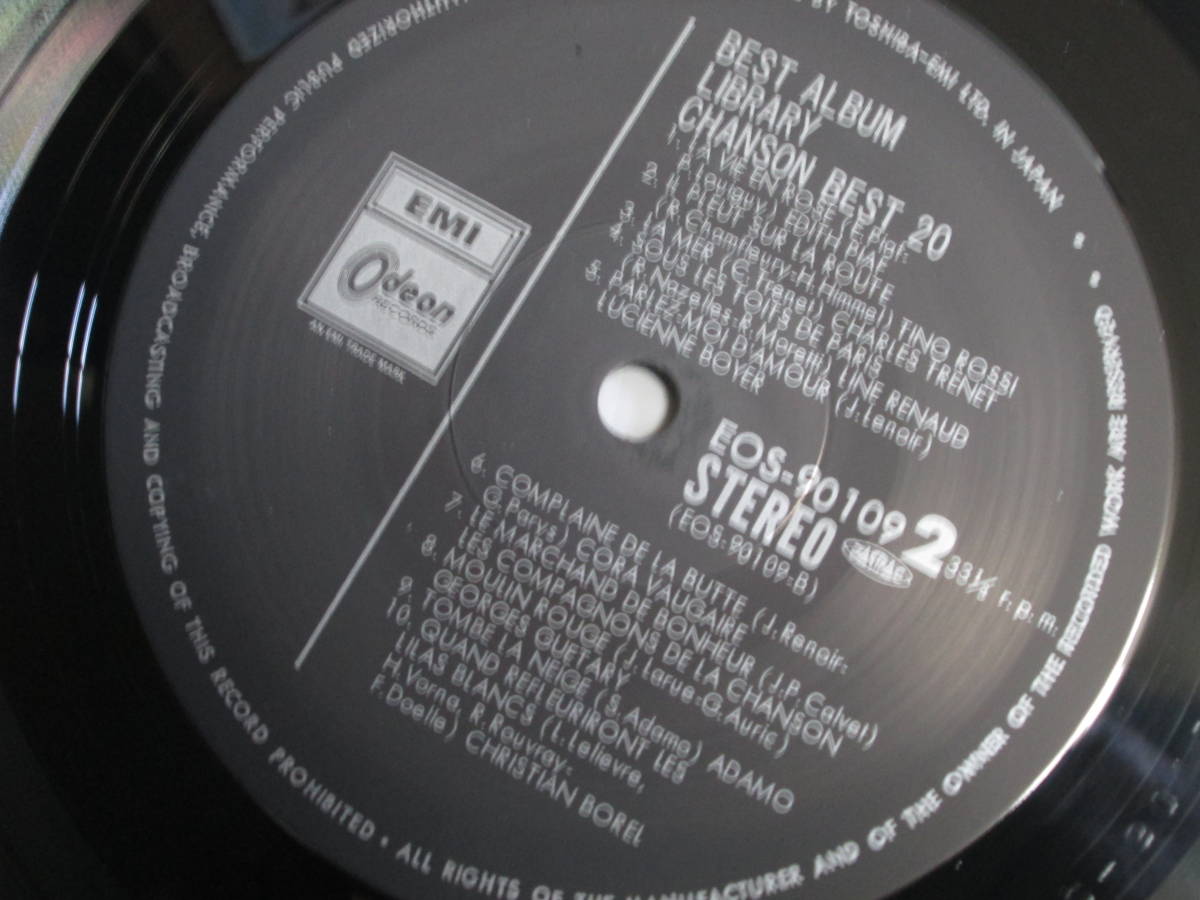 BY TOSHIBA-EMI LTD. IN JAPAN
BEST ALBUM
LIBRARY
CHANSON BEST 20
1. LA VIE EN ROSE (E. Piaf-
P. Louiguy) EDITH PIAF
2. IL PLEUT SUR LA ROUTE
(R. Chamfleury-H. Himmel) TINO ROSSI
3. LA MER (C. Trenet) CHARLES TRENET
4. SOUS LES TOITS DE PARIS
(R. Nazelles-R. Moretti) LINE RENAUD
5. PARLEZ-MOI D'AMOUR (J. Lenoir)
LUCIENNE BOYER
EMI
Odeon
RECORDS
AN EMI TRADE MARK
EOS-90109
STEREO
(EOS-90109-B)
2
33⅓ r.p.m.
6. COMPLAINE DE LA BUTTE (J. Renoir-
G. Parys) CORA VAUGAIRE
7. LE MARCHAND DE BONHEUR (J.P. Calvet)
LES COMPAGNONS DE LA CHANSON
8. MOULIN ROUGE (J. Larue-G. Auric)
GEORGES GUETARY
9. TOMBE LA NEIGE (S. Adamo) ADAMO
10. QUAND REFLEURIRONT LES
LILAS BLANCS (L. Lelievre,
H. Varna, R. Rouvray-
F. Doelle) CHRISTIAN BOREL
ALL RIGHTS OF THE MANUFACTURER AND OF THE OWNER OF THE RECORDED WORK ARE RESERVED
PUBLIC PERFORMANCE, BROADCASTING AND COPYING OF THIS RECORD PROHIBITED •